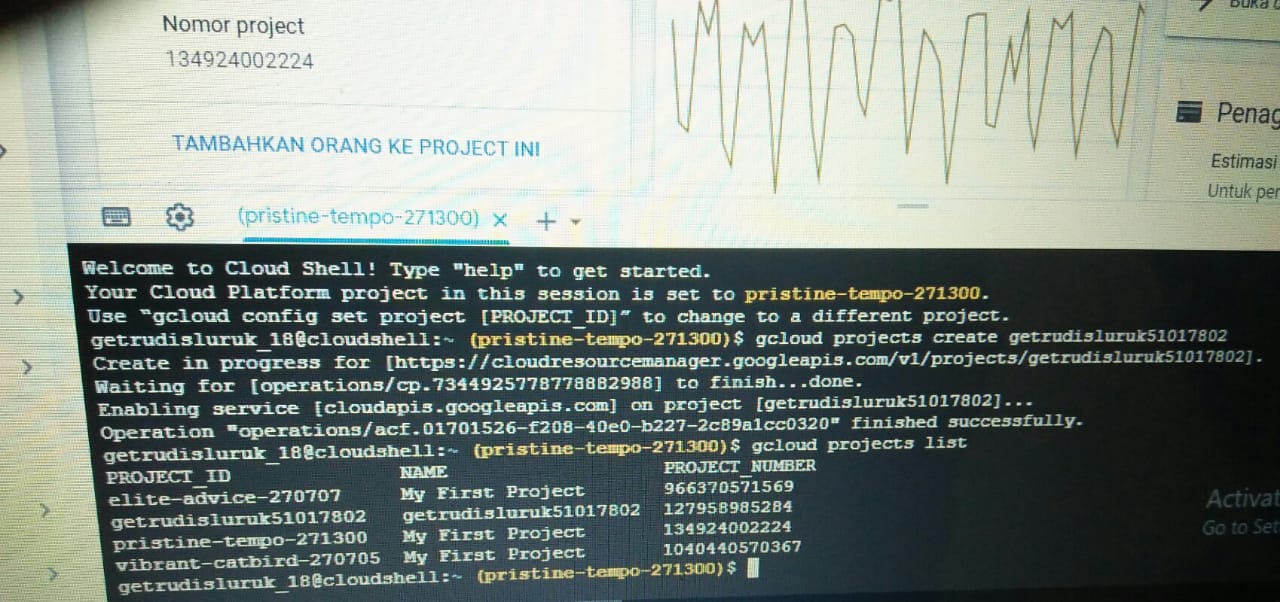 Nomor project
134924002224
TAMBAHKAN ORANG KE PROJECT INI
Estimasi
(pristine-tempo-271300)
Welcome to Cloud Shell! Type "help" to get started.
Your Cloud Platform project in this session is set to pristine-tempo-271300.
Use "gcloud config set project [PROJECT_ID]" to change to a different project.
getrudisluruk_18@cloudshell:~ (pristine-tempo-271300)$ gcloud projects create getrudisluruk51017802
Create in progress for [https://cloudresourcemanager.googleapis.com/v1/projects/getrudisluruk51017802].
Waiting for [operations/cp.7344925778778882988] to finish...done.
Enabling service [cloudapis.googleapis.com] on project [getrudisluruk51017802]...
Operation "operations/acf.01701526-f208-40e0-b227-2c89a1cc0320" finished successfully.
getrudisluruk_18@cloudshell:~ (pristine-tempo-271300)$ gcloud projects list
PROJECT_ID NAME PROJECT_NUMBER
elite-advice-270707 My First Project 966370571569
getrudisluruk51017802 getrudisluruk51017802 127958985284
pristine-tempo-271300 My First Project 134924002224
vibrant-catbird-270705 My First Project 1040440570367
getrudisluruk_18@cloudshell:~ (pristine-tempo-271300)$
Go to Set